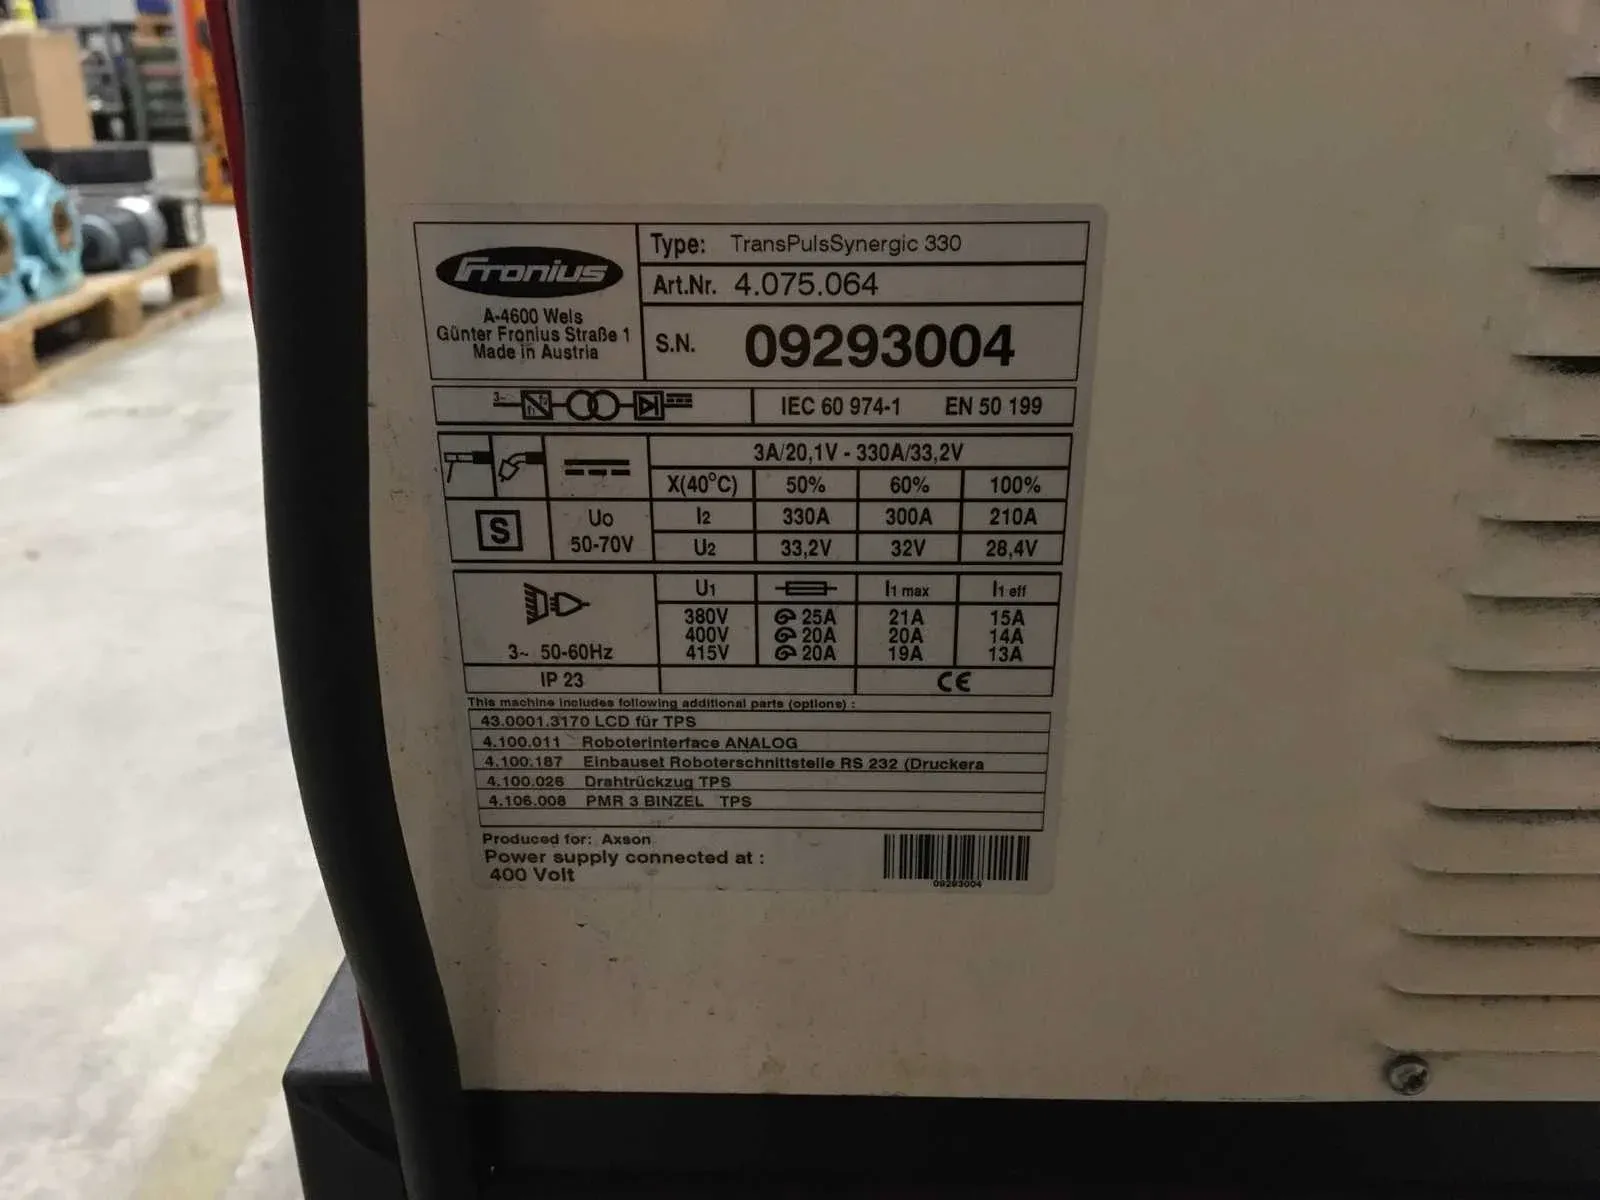 Fronius
A-4600 Wels
Günter Fronius Straße 1
Made in Austria
Type: TransPulsSynergic 330
Art.Nr. 4.075.064
S.N. 09293004
3~ f1 f2
IEC 60 974-1 EN 50 199
3A/20,1V - 330A/33,2V
X(40°C) 50% 60% 100%
S
Uo
50-70V
I2 330A 300A 210A
U2 33,2V 32V 28,4V
U1 I1 max I1 eff
380V 25A 21A 15A
400V 20A 20A 14A
415V 20A 19A 13A
3~ 50-60Hz
IP 23
CE
This machine includes following additional parts (options) :
43.0001.3170 LCD für TPS
4.100.011 Roboterinterface ANALOG
4.100.187 Einbauset Roboterschnittstelle RS 232 (Druckera
4.100.026 Drahtrückzug TPS
4.106.008 PMR 3 BINZEL TPS
Produced for: Axson
Power supply connected at :
400 Volt
09293004